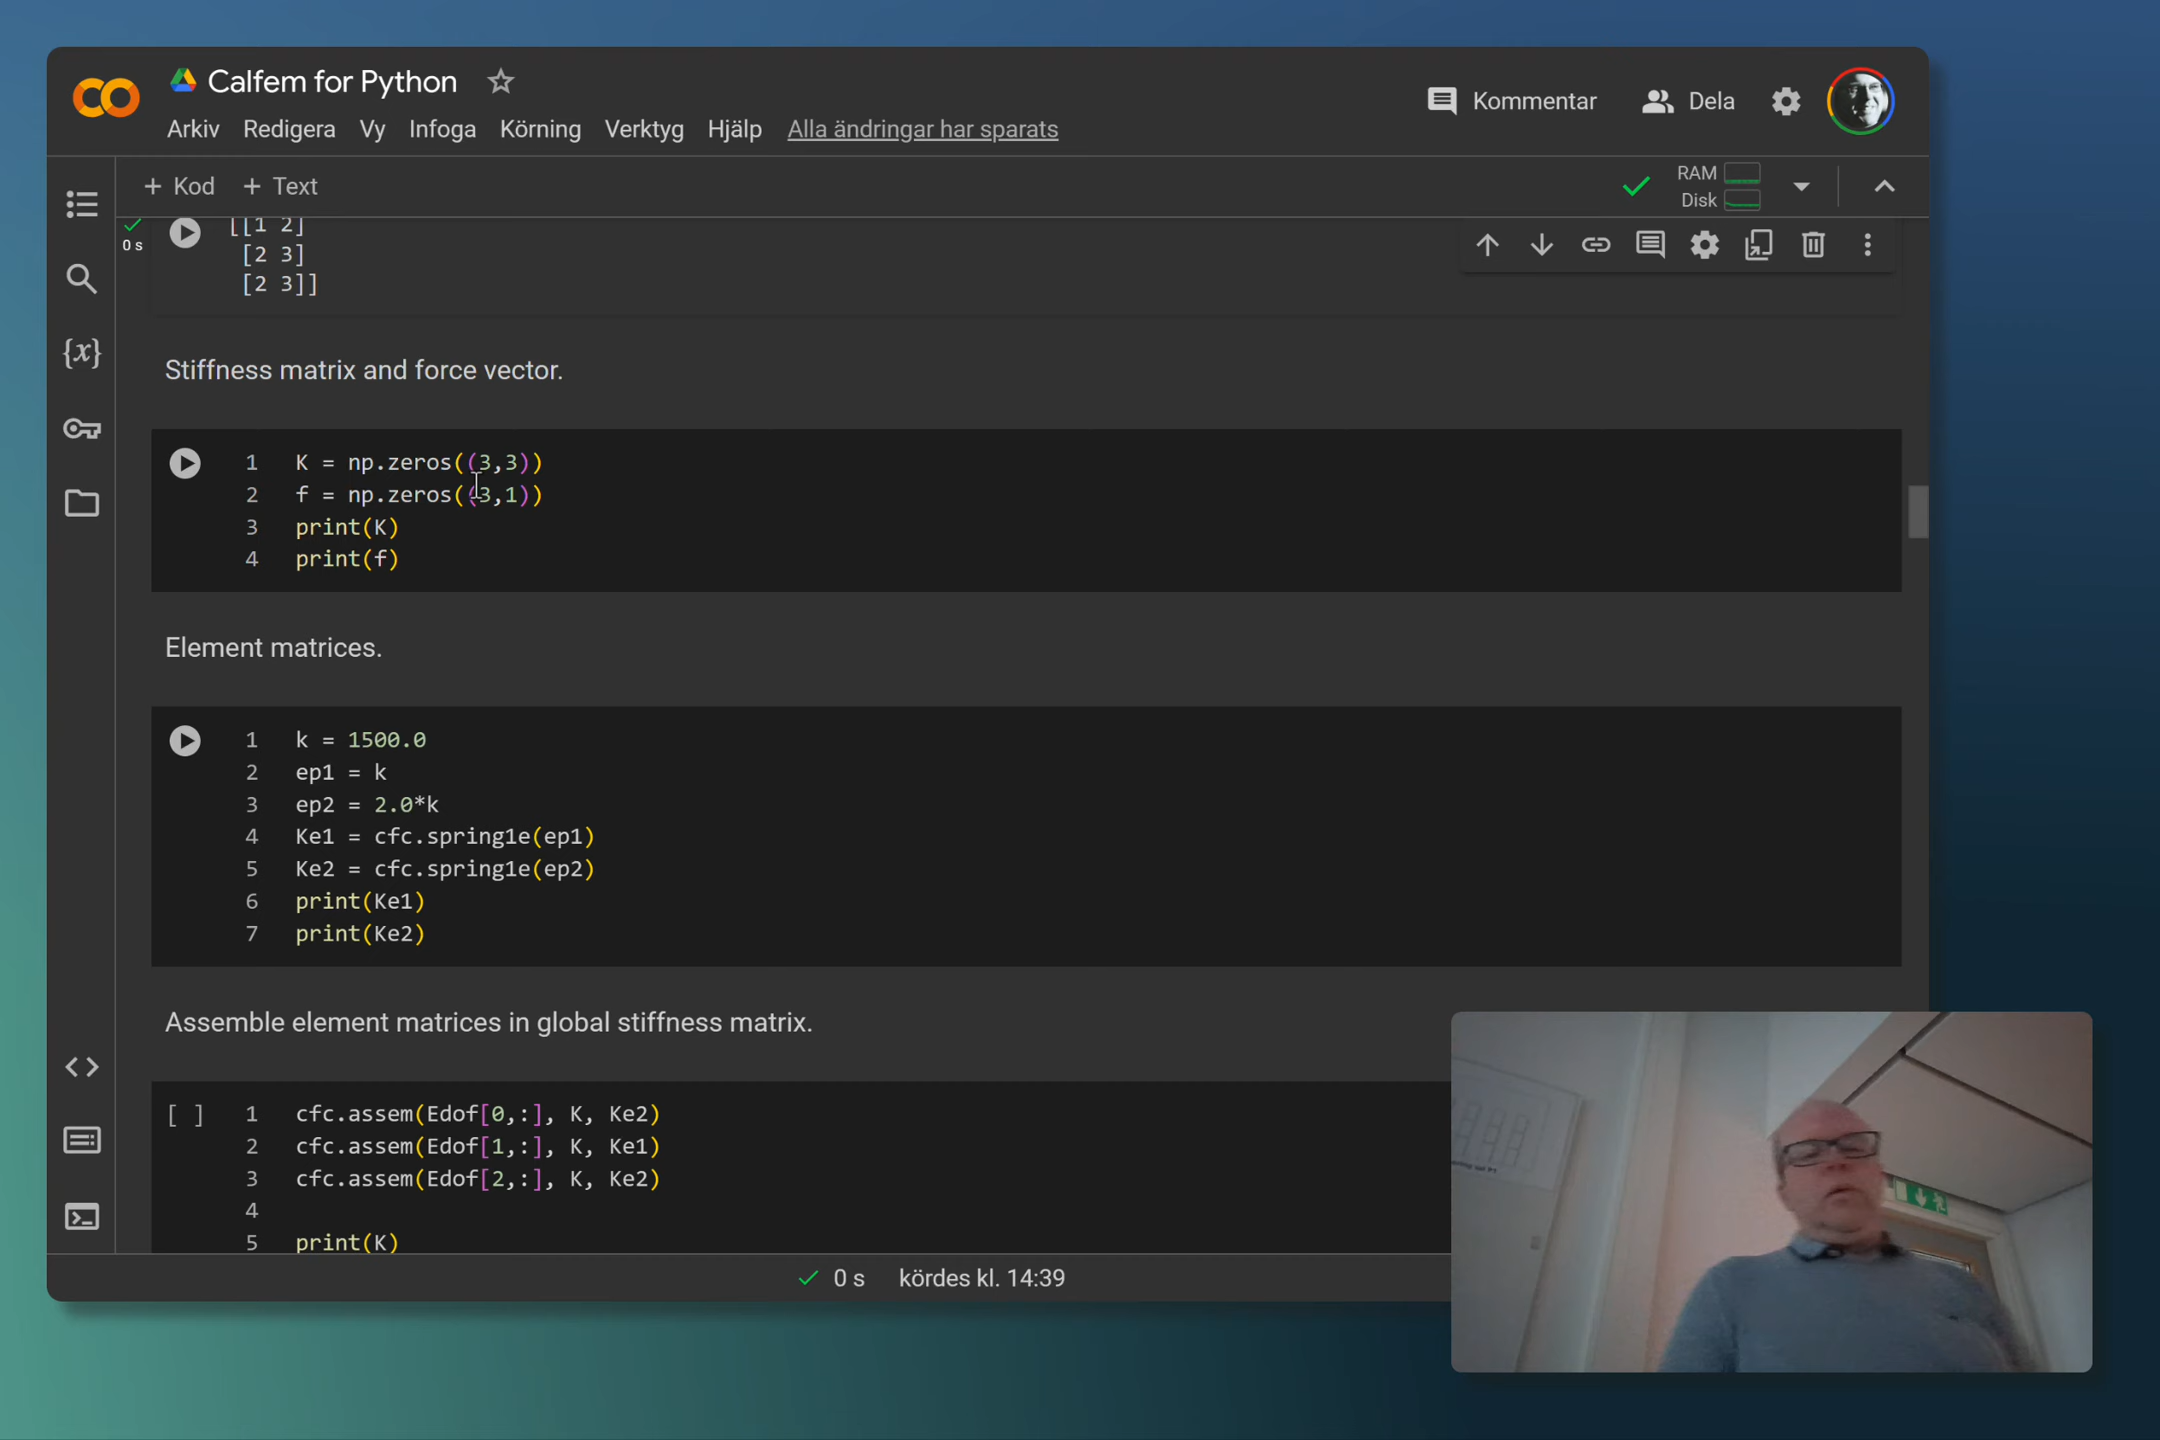 Calfem for Python
Kommentar
Dela
Arkiv Redigera Vy Infoga Körning Verktyg Hjälp Alla ändringar har sparats
+ Kod + Text
RAM
Disk
[[1 2]
0 s
[2 3]
[2 3]]
Stiffness matrix and force vector.
1 K = np.zeros((3,3))
2 f = np.zeros((3,1))
3 print(K)
4 print(f)
Element matrices.
1 k = 1500.0
2 ep1 = k
3 ep2 = 2.0*k
4 Ke1 = cfc.spring1e(ep1)
5 Ke2 = cfc.spring1e(ep2)
6 print(Ke1)
7 print(Ke2)
Assemble element matrices in global stiffness matrix.
[ ] 1 cfc.assem(Edof[0,:], K, Ke2)
2 cfc.assem(Edof[1,:], K, Ke1)
3 cfc.assem(Edof[2,:], K, Ke2)
4
5 print(K)
0 s kördes kl. 14:39